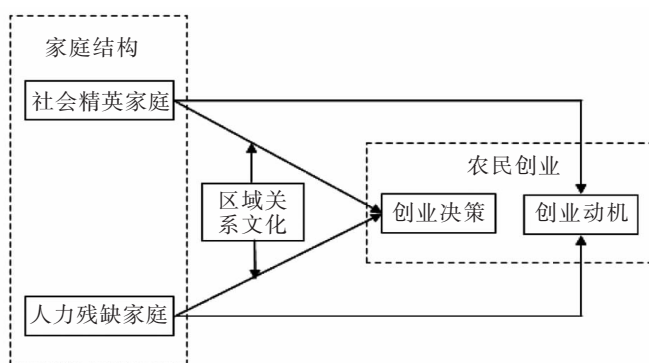 家庭结构
社会精英家庭
农民创业
区域关
系文化
创业决策
创业动机
人力残缺家庭